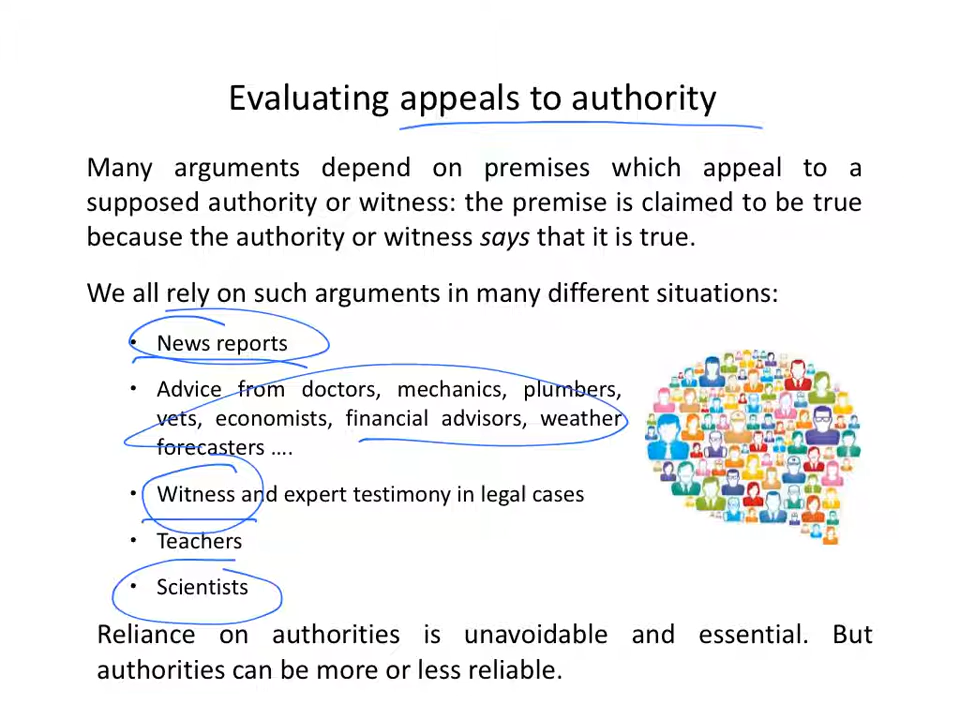 Evaluating appeals to authority
Many arguments depend on premises which appeal to a
supposed authority or witness: the premise is claimed to be true
because the authority or witness says that it is true.
We all rely on such arguments in many different situations:
• News reports
• Advice from doctors, mechanics, plumbers,
vets, economists, financial advisors, weather
forecasters ....
• Witness and expert testimony in legal cases
• Teachers
• Scientists
Reliance on authorities is unavoidable and essential. But
authorities can be more or less reliable.